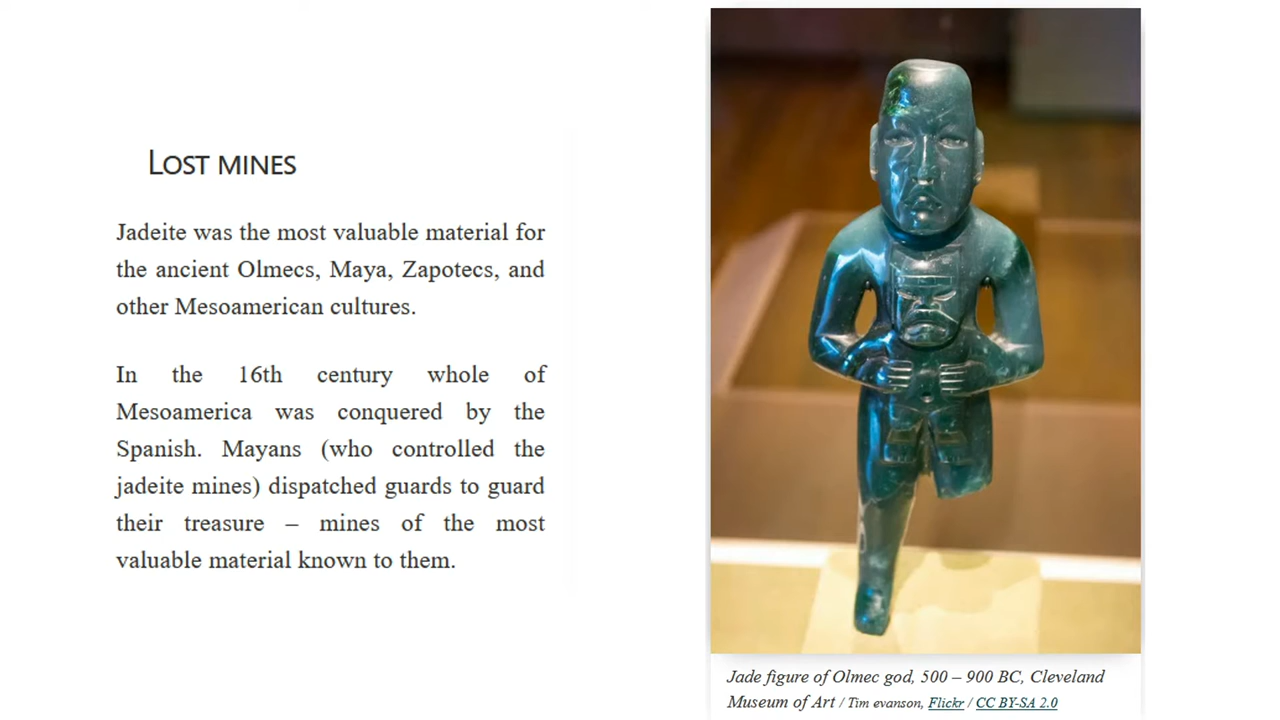 Lost mines
Jadeite was the most valuable material for
the ancient Olmecs, Maya, Zapotecs, and
other Mesoamerican cultures.
In the 16th century whole of
Mesoamerica was conquered by the
Spanish. Mayans (who controlled the
jadeite mines) dispatched guards to guard
their treasure – mines of the most
valuable material known to them.
Jade figure of Olmec god, 500 – 900 BC, Cleveland
Museum of Art / Tim evanson, Flickr / CC BY-SA 2.0